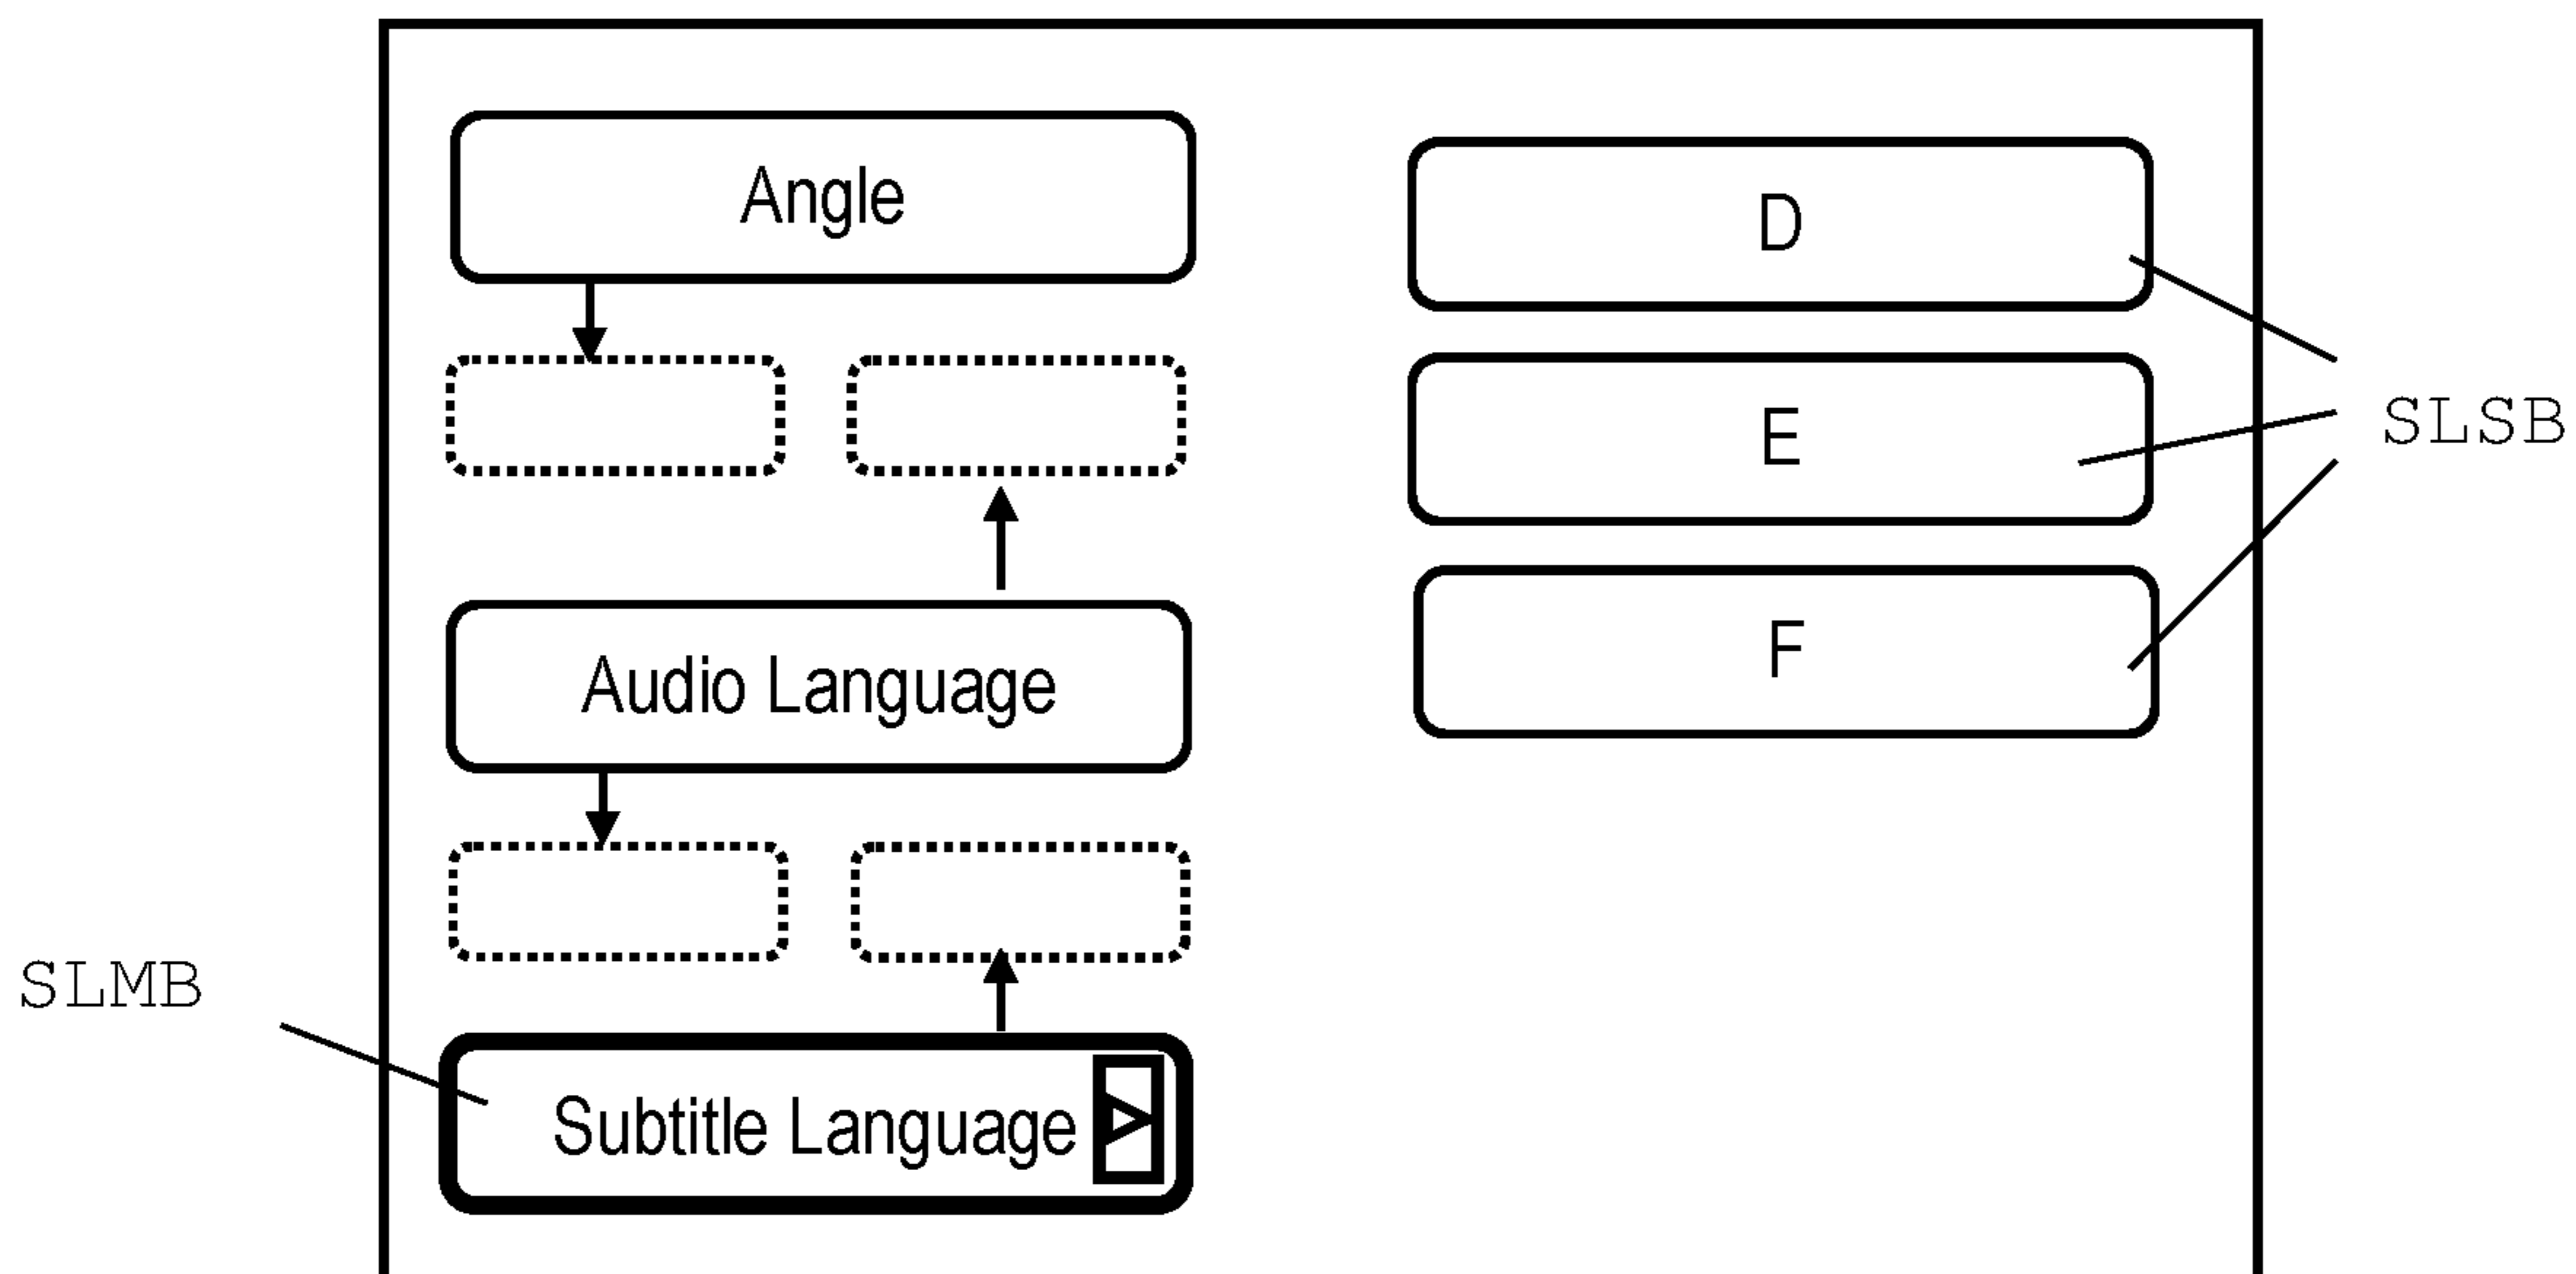 Angle
D
E
SLSB
F
Audio Language
SLMB
Subtitle Language